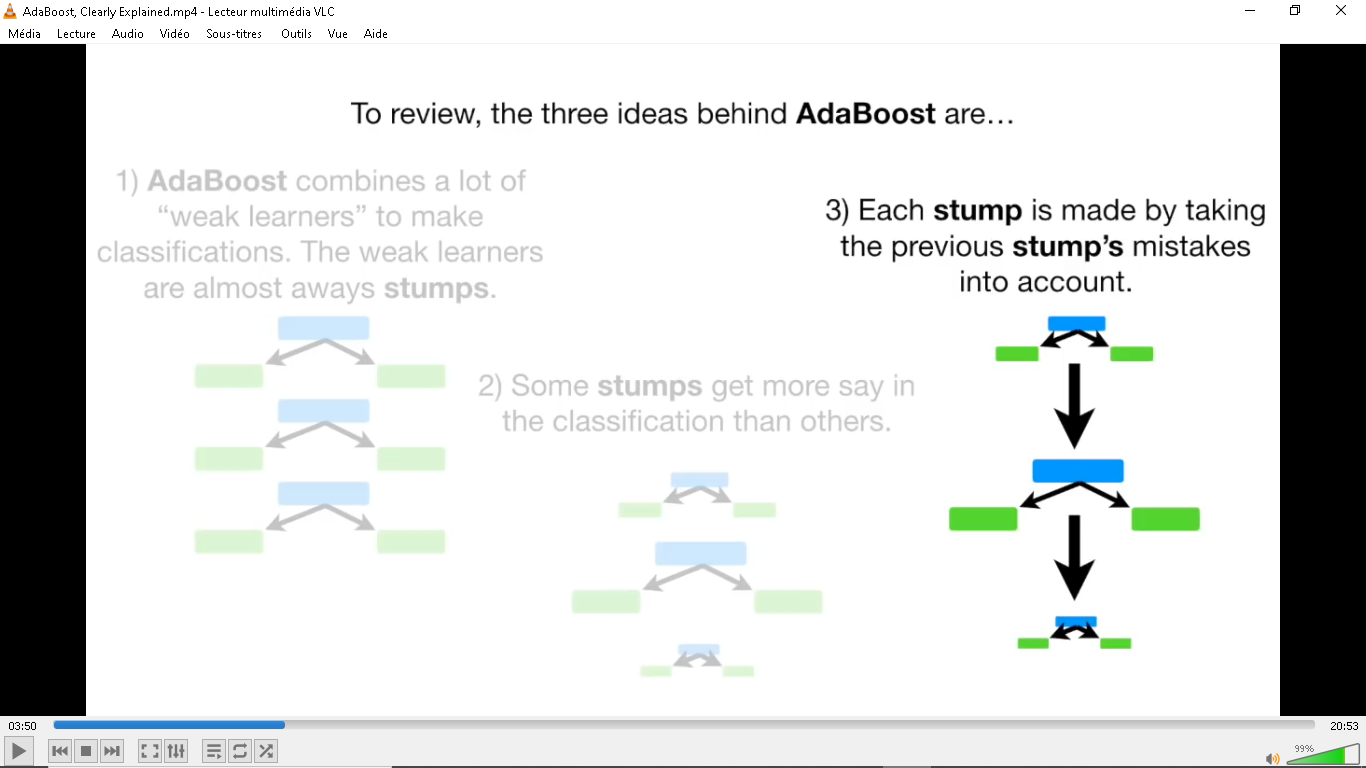 AdaBoost, Clearly Explained.mp4 - Lecteur multimédia VLC
Média Lecture Audio Vidéo Sous-titres Outils Vue Aide
To review, the three ideas behind AdaBoost are…
1) AdaBoost combines a lot of
“weak learners” to make
classifications. The weak learners
are almost aways stumps.
2) Some stumps get more say in
the classification than others.
3) Each stump is made by taking
the previous stump’s mistakes
into account.
03:50
20:53
99%